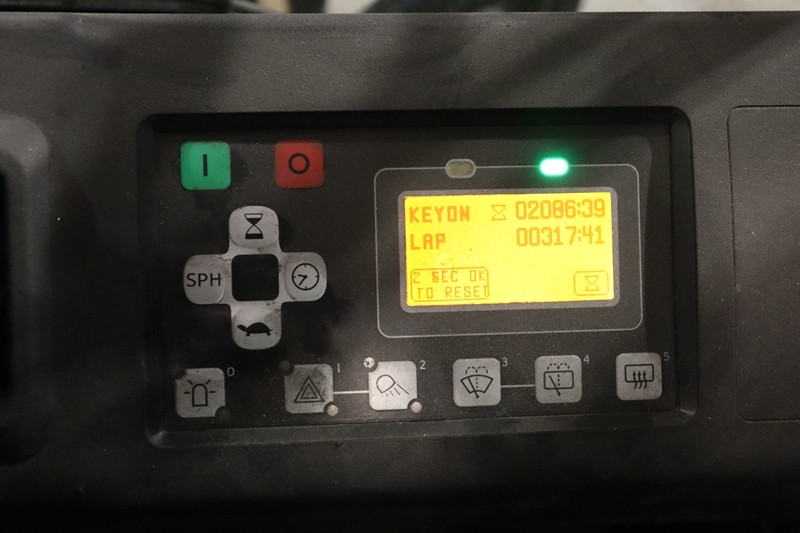 I O
KEYON 02086:39
LAP 00317:41
2 SEC OK
TO RESET
SPH
0 1 2 3 4 5